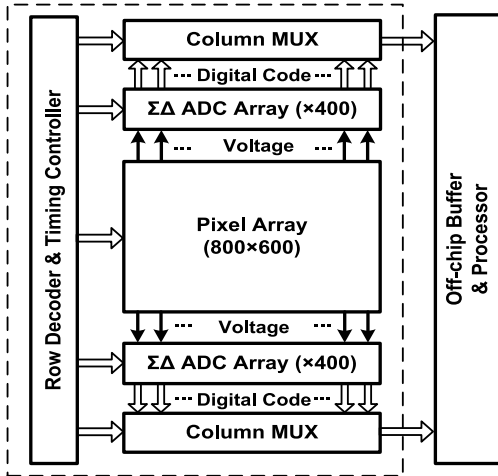 Row Decoder & Timing Controller
Column MUX
··· Digital Code ···
ΣΔ ADC Array (×400)
··· Voltage ···
Pixel Array
(800×600)
··· Voltage ···
ΣΔ ADC Array (×400)
··· Digital Code ···
Column MUX
Off-chip Buffer
& Processor